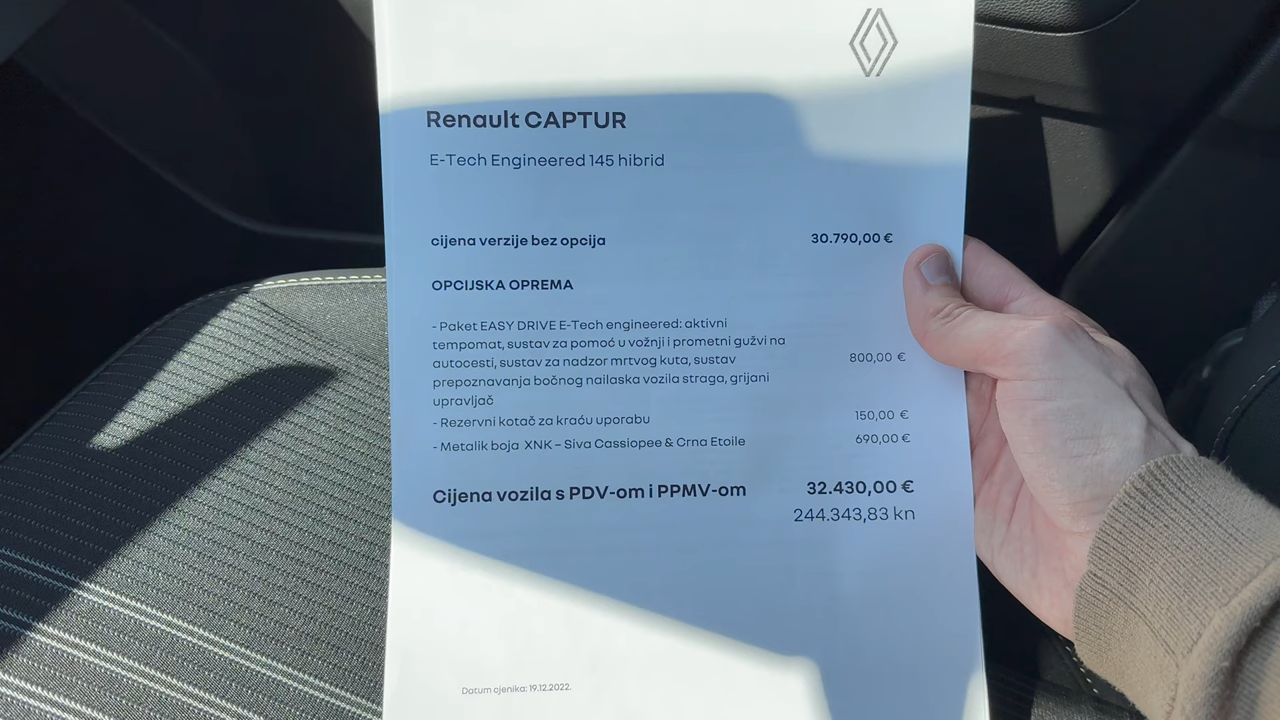 Renault CAPTUR
E-Tech Engineered 145 hibrid
cijena verzije bez opcija 30.790,00 €
OPCIJSKA OPREMA
- Paket EASY DRIVE E-Tech engineered: aktivni
tempomat, sustav za pomoć u vožnji i prometni gužvi na
autocesti, sustav za nadzor mrtvog kuta, sustav 800,00 €
prepoznavanja bočnog nailaska vozila straga, grijani
upravljač
- Rezervni kotač za kraću uporabu 150,00 €
- Metalik boja XNK – Siva Cassiopee & Crna Etoile 690,00 €
Cijena vozila s PDV-om i PPMV-om 32.430,00 €
244.343,83 kn
Datum cjenika: 19.12.2022.